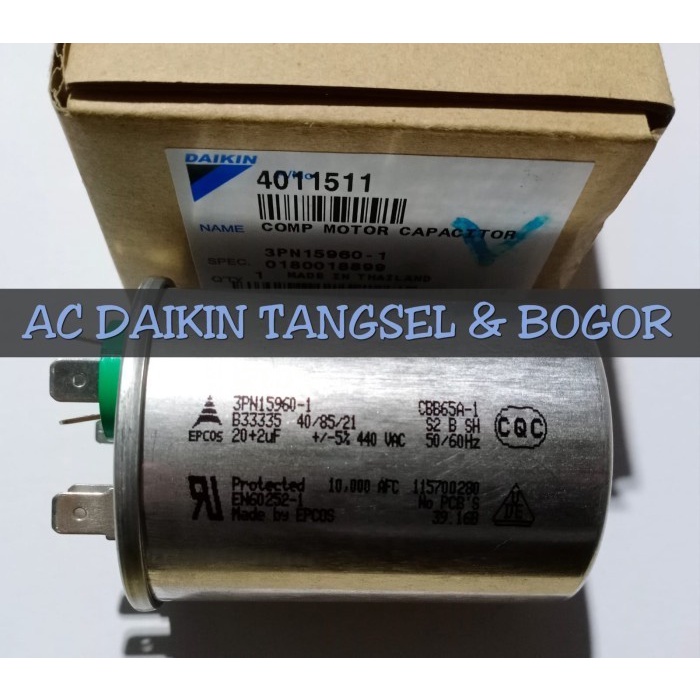 DAIKIN
4011511
NAME COMP MOTOR CAPACITOR
3PN15960-1
SPEC. 0180018899
QTY 1 MADE IN THAILAND
AC DAIKIN TANGSEL & BOGOR
3PN15960-1 CBB65A-1
B33335 40/85/21 S2 B SH
EPCOS 20+2uF +/-5% 440 VAC 50/60Hz
CQC
Protected 10,000 AFC 115700280
EN60252-1 No PCB's
Made by EPCOS 39.16B